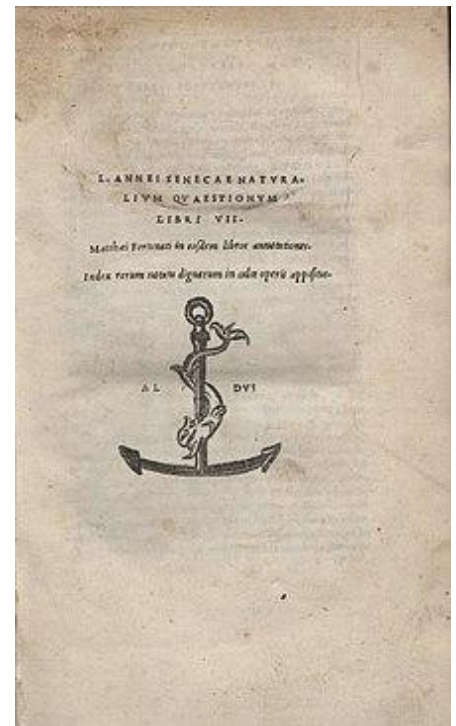 L. ANNEI SENECAE NATVRA-
LIVM QVAESTIONVM
LIBRI VII.
Matthæi Fortunati in eosdem libros annotationes.
Index rerum notatu dignarum in calce operis appositus.
AL DVS